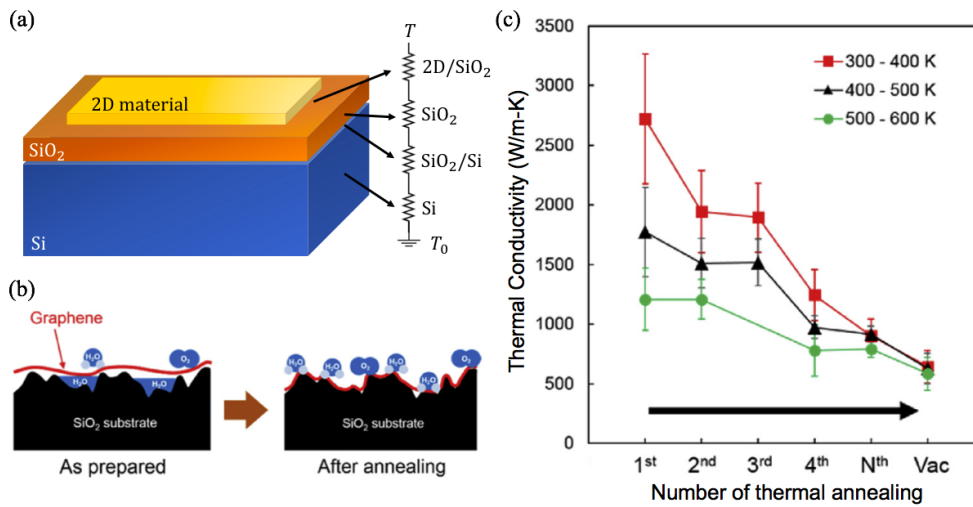 (a)
T
2D/SiO₂
2D material
SiO₂
SiO₂
SiO₂/Si
Si
Si
T₀
(b)
Graphene
H₂O
O₂
H₂O
H₂O
SiO₂ substrate
As prepared
H₂O
H₂O
O₂
H₂O
H₂O
O₂
SiO₂ substrate
After annealing
(c)
Thermal Conductivity (W/m-K)
3500
3000
2500
2000
1500
1000
500
0
300 - 400 K
400 - 500 K
500 - 600 K
1st
2nd
3rd
4th
Nth
Vac
Number of thermal annealing